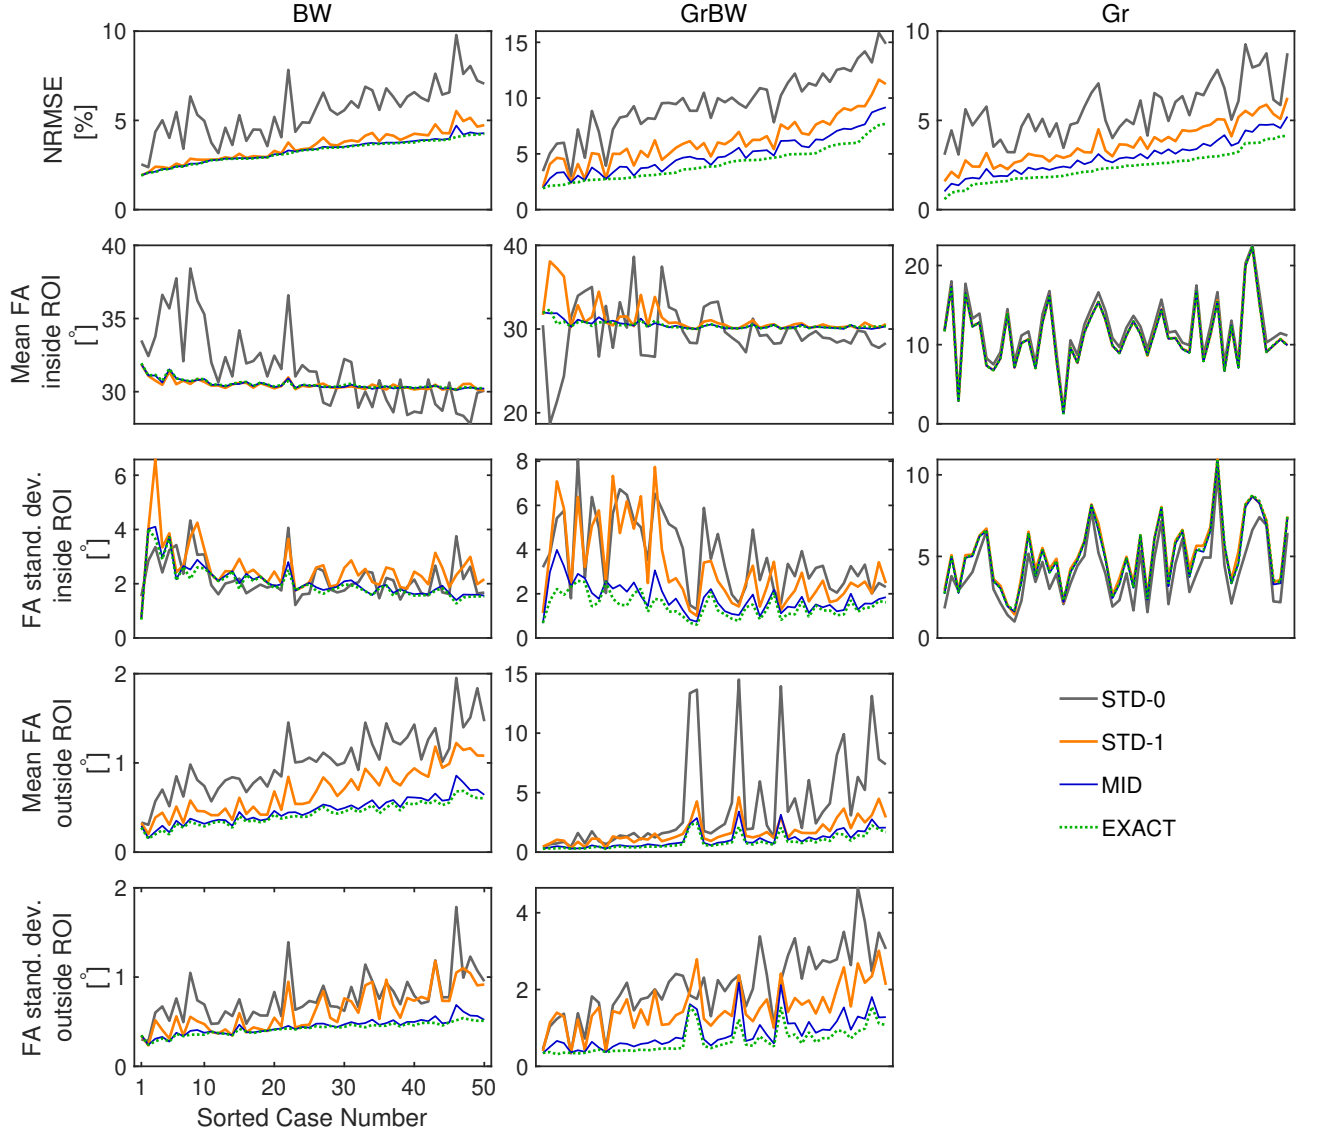 BW
GrBW
Gr
NRMSE
[%]
10
5
0
15
10
5
0
10
5
0
Mean FA
inside ROI
[°]
40
35
30
40
30
20
20
10
0
FA stand. dev.
inside ROI
[°]
6
4
2
0
8
6
4
2
0
10
5
0
Mean FA
outside ROI
[°]
2
1
0
15
10
5
0
STD-0
STD-1
MID
EXACT
FA stand. dev.
outside ROI
[°]
2
1
0
4
2
0
1 10 20 30 40 50
Sorted Case Number